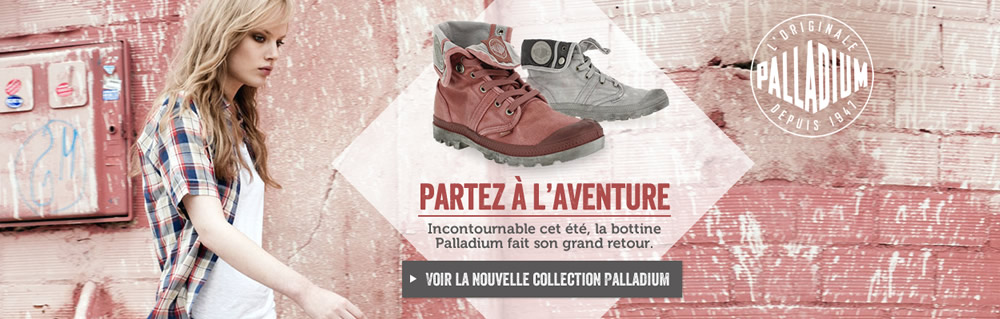 L'ORIGINALE
PALLADIUM
DEPUIS 1947
PARTEZ À L'AVENTURE
Incontournable cet été, la bottine
Palladium fait son grand retour.
VOIR LA NOUVELLE COLLECTION PALLADIUM